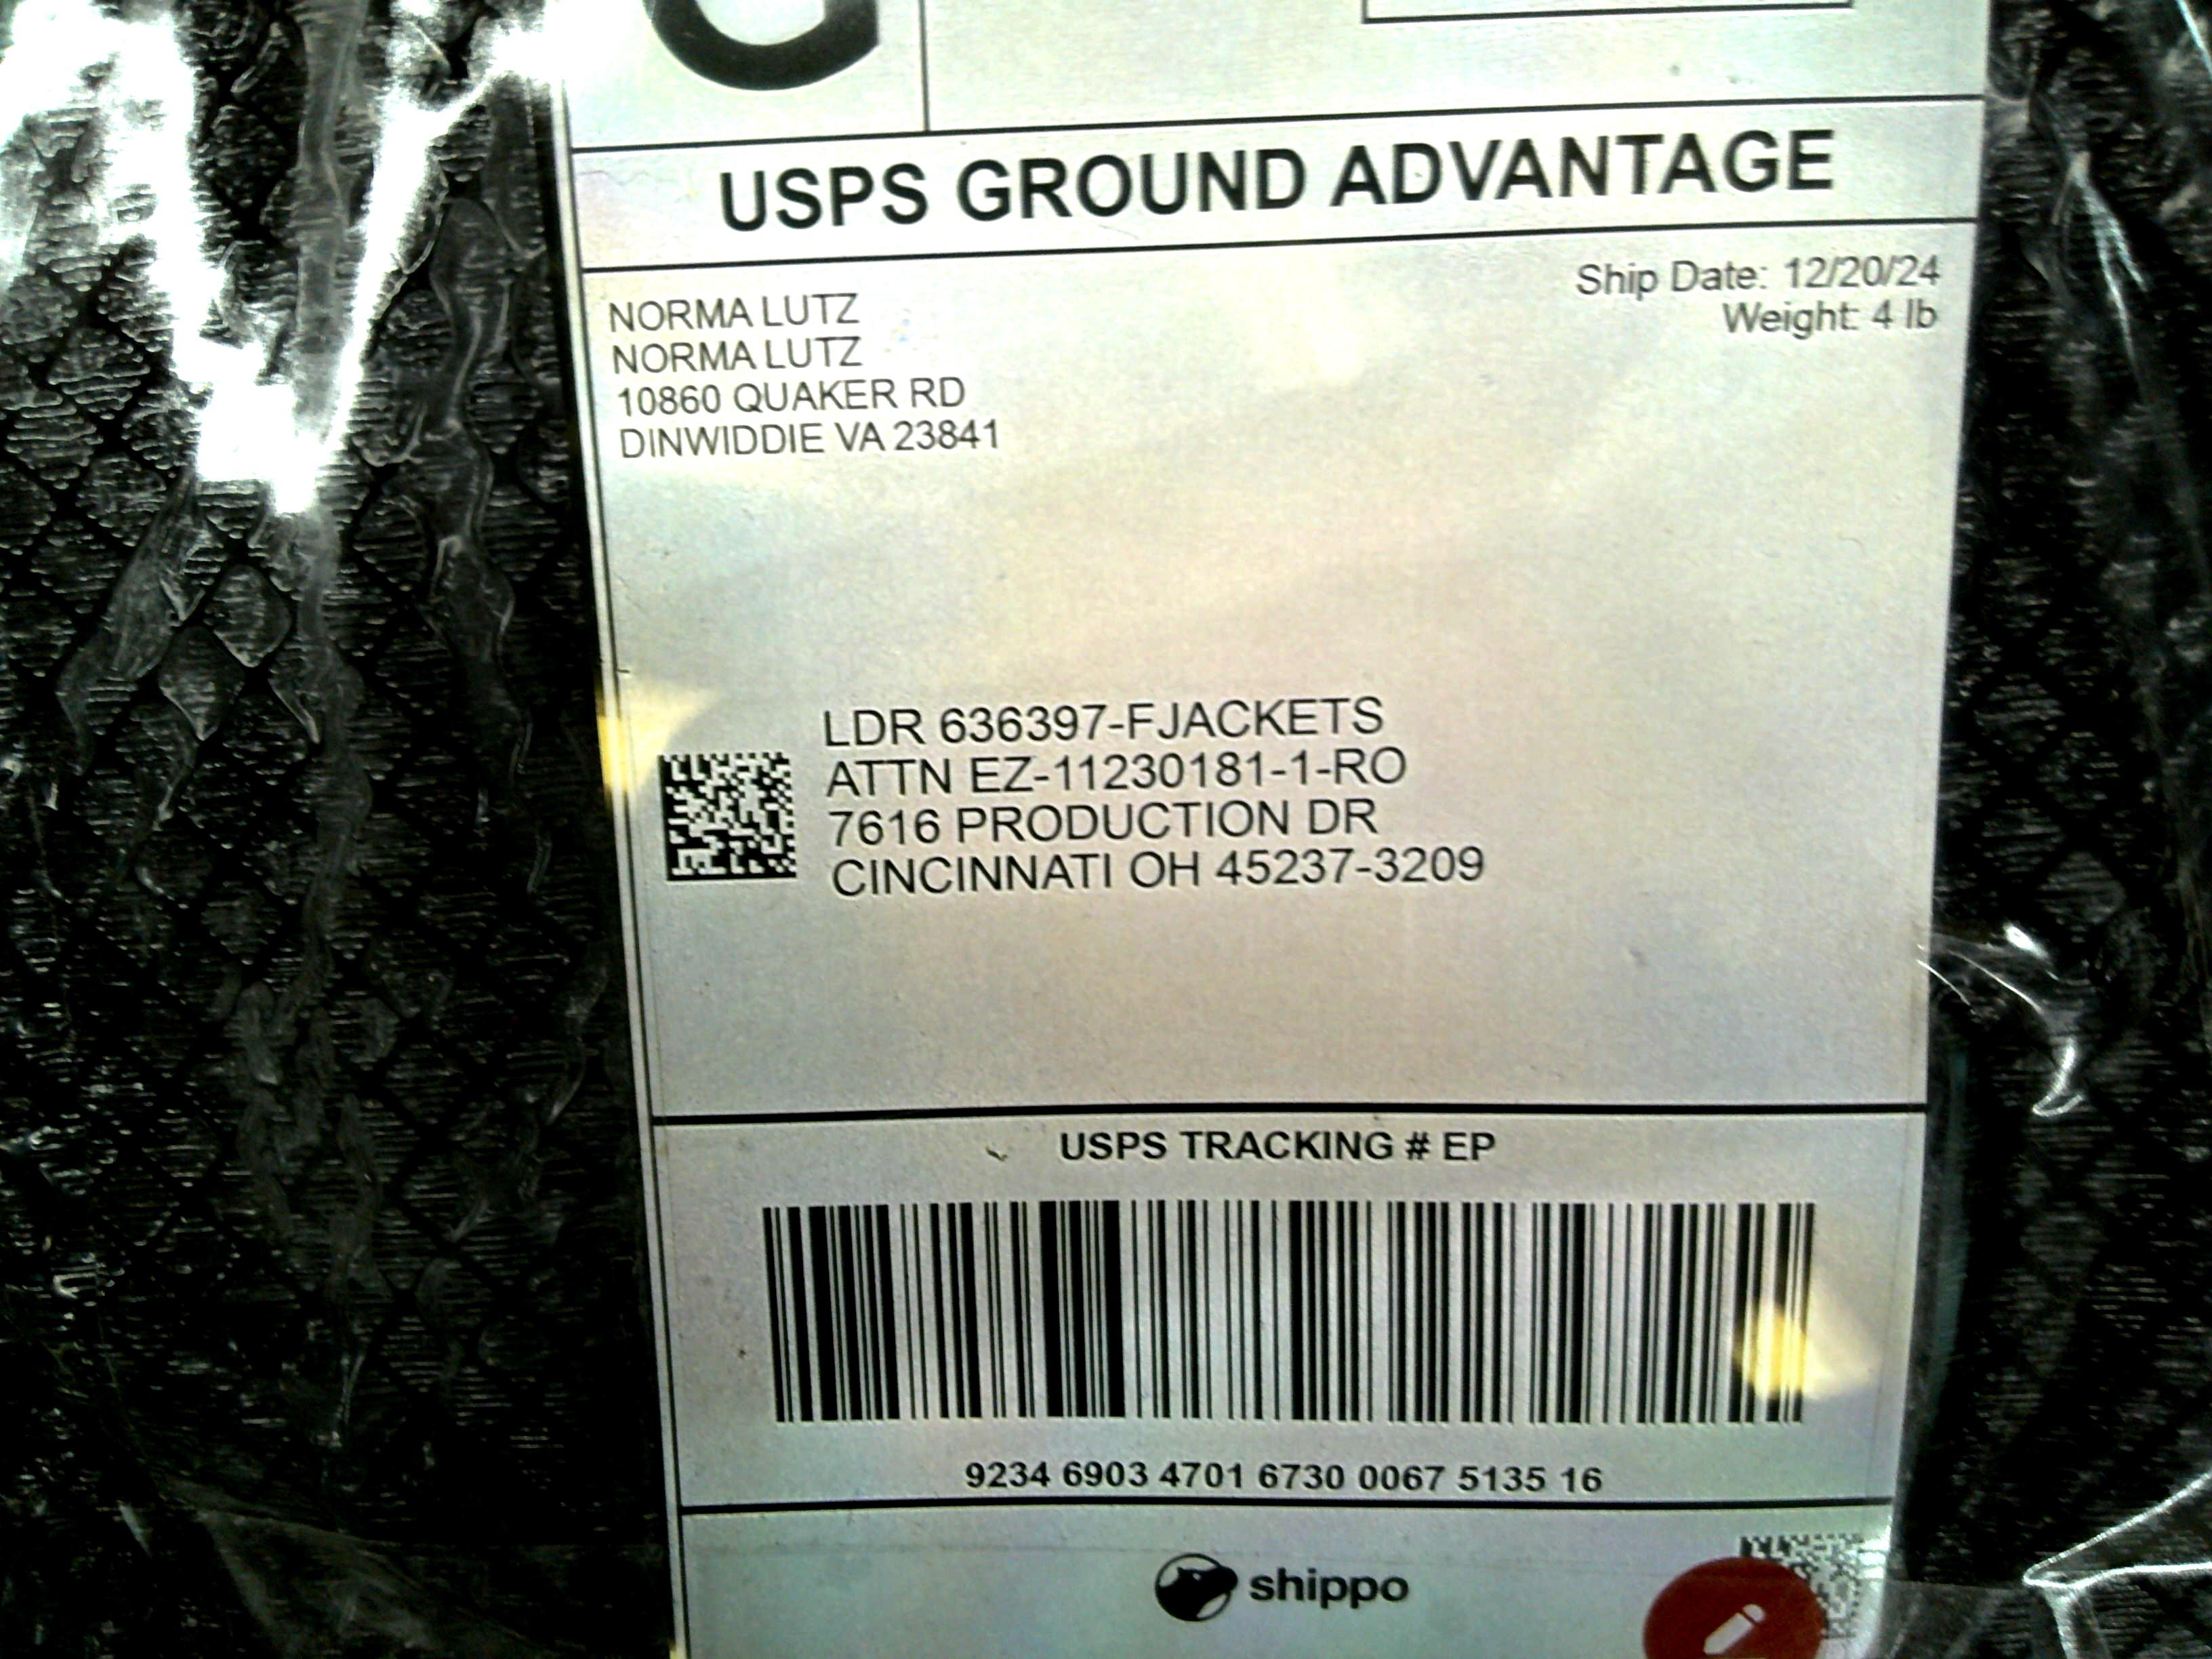 USPS GROUND ADVANTAGE
NORMA LUTZ
NORMA LUTZ
10860 QUAKER RD
DINWIDDIE VA 23841
Ship Date: 12/20/24
Weight: 4 lb
LDR 636397-FJACKETS
ATTN EZ-11230181-1-RO
7616 PRODUCTION DR
CINCINNATI OH 45237-3209
USPS TRACKING # EP
9234 6903 4701 6730 0067 5135 16
shippo